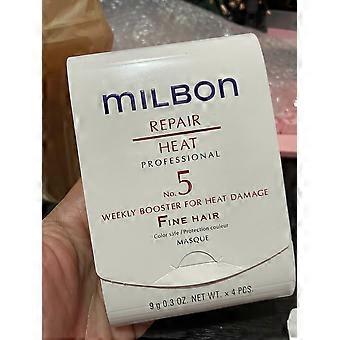 MILBON
REPAIR
HEAT
PROFESSIONAL
No. 5
WEEKLY BOOSTER FOR HEAT DAMAGE
FINE HAIR
Color safe / Protection couleur
MASQUE
9 g 0.3 OZ. NET WT. x 4 PCS.